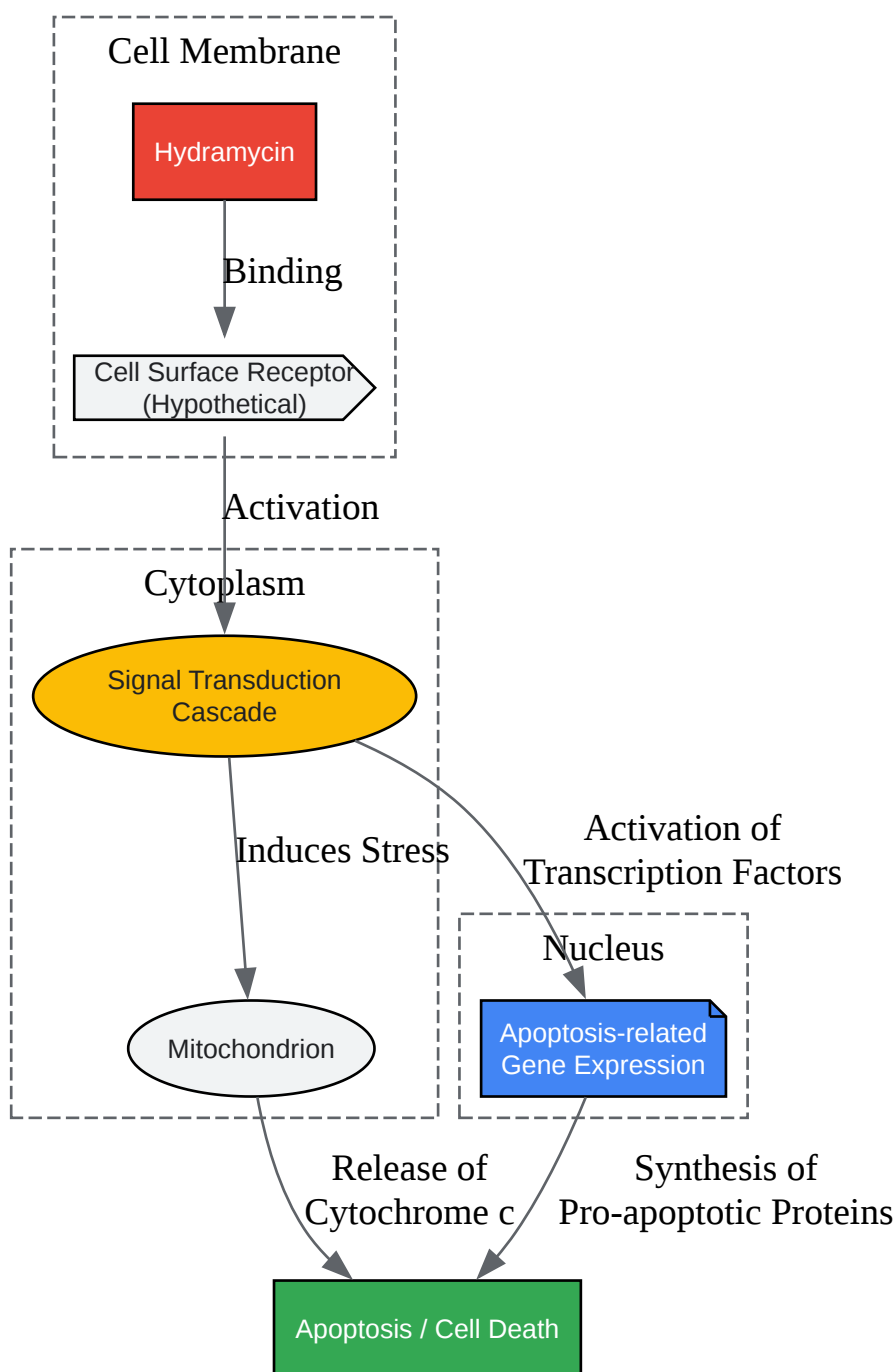 Cell Membrane
Hydramycin
Binding
Cell Surface Receptor
(Hypothetical)
Activation
Cytoplasm
Signal Transduction
Cascade
Induces Stress
Activation of
Transcription Factors
Nucleus
Mitochondrion
Apoptosis-related
Gene Expression
Release of
Cytochrome c
Synthesis of
Pro-apoptotic Proteins
Apoptosis / Cell Death